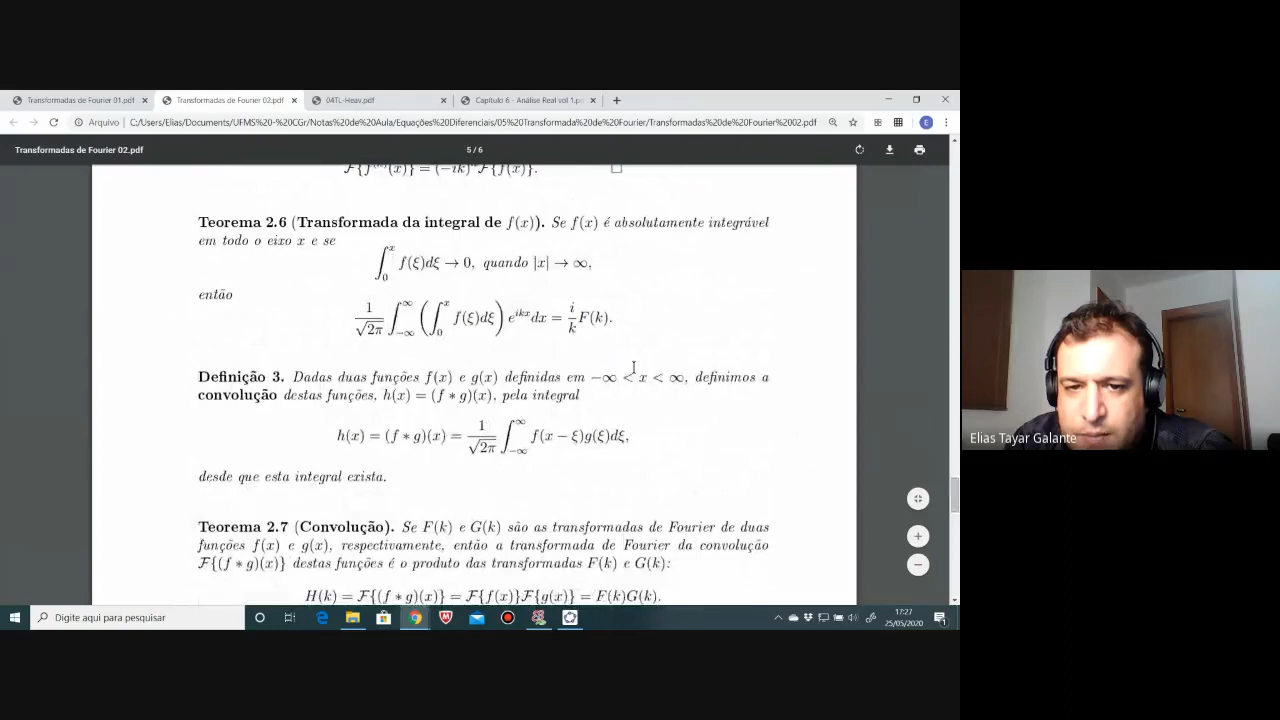 Transformadas de Fourier 01.pdf
Transformadas de Fourier 02.pdf
04TL-Heav.pdf
Capítulo 6 - Análise Real vol 1.p
Arquivo | C:/Users/Elias/Documents/UFMS%20-%20CGr/Notas%20de%20Aula/Equações%20Diferenciais/05%20Transformada%20de%20Fourier/Transformadas%20de%20Fourier%2002.pdf
Transformadas de Fourier 02.pdf
5 / 6
F{f⁽ⁿ⁾(x)} = (−ik)ⁿF{f(x)}. □
Teorema 2.6 (Transformada da integral de f(x)). Se f(x) é absolutamente integrável
em todo o eixo x e se
∫₀ˣ f(ξ)dξ → 0, quando |x| → ∞,
então
1/√2π ∫_{−∞}^{∞} (∫₀ˣ f(ξ)dξ) e^{ikx} dx = i/k F(k).
Definição 3. Dadas duas funções f(x) e g(x) definidas em −∞ < x < ∞, definimos a
convolução destas funções, h(x) = (f ∗ g)(x), pela integral
h(x) = (f ∗ g)(x) = 1/√2π ∫_{−∞}^{∞} f(x − ξ)g(ξ)dξ,
desde que esta integral exista.
Teorema 2.7 (Convolução). Se F(k) e G(k) são as transformadas de Fourier de duas
funções f(x) e g(x), respectivamente, então a transformada de Fourier da convolução
F{(f ∗ g)(x)} destas funções é o produto das transformadas F(k) e G(k):
H(k) = F{(f ∗ g)(x)} = F{f(x)}F{g(x)} = F(k)G(k).
Elias Tayar Galante
Digite aqui para pesquisar
17:27
25/05/2020